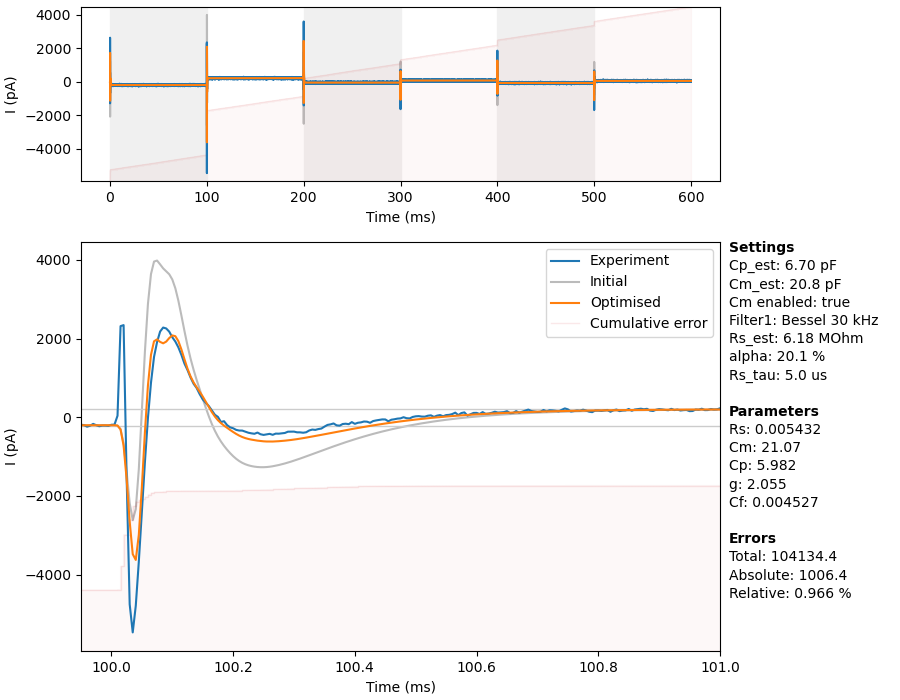 4000
2000
0
−2000
−4000
I (pA)
0 100 200 300 400 500 600
Time (ms)
4000
2000
0
−2000
−4000
I (pA)
100.0 100.2 100.4 100.6 100.8 101.0
Time (ms)
Experiment
Initial
Optimised
Cumulative error
Settings
Cp_est: 6.70 pF
Cm_est: 20.8 pF
Cm enabled: true
Filter1: Bessel 30 kHz
Rs_est: 6.18 MOhm
alpha: 20.1 %
Rs_tau: 5.0 us
Parameters
Rs: 0.005432
Cm: 21.07
Cp: 5.982
g: 2.055
Cf: 0.004527
Errors
Total: 104134.4
Absolute: 1006.4
Relative: 0.966 %